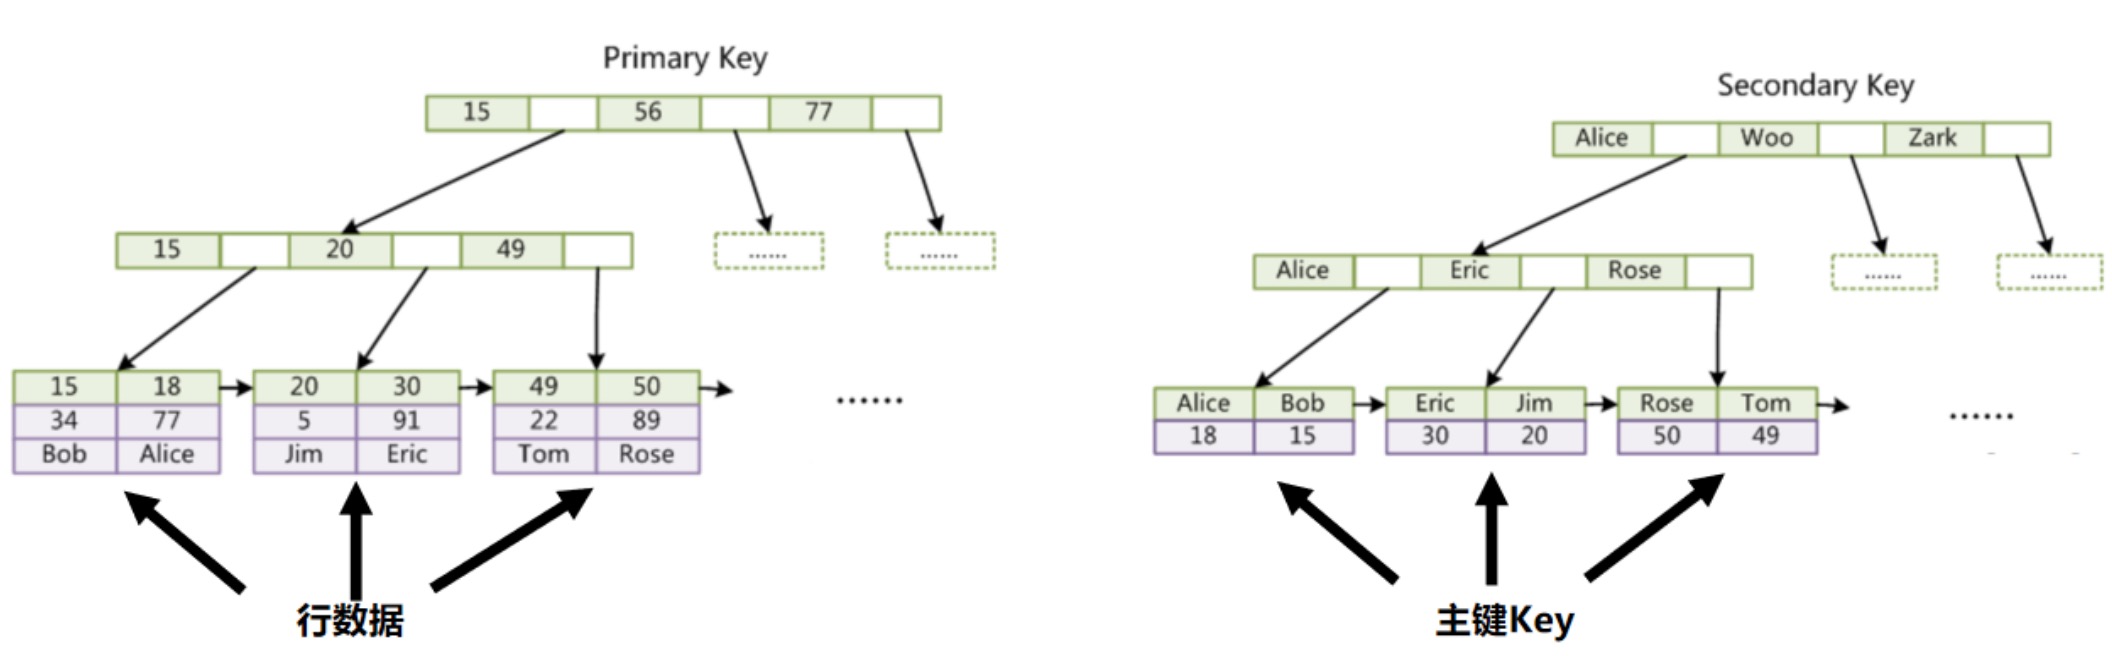 Primary Key
15 56 77
15 20 49
...... ......
15 18 20 30 49 50
34 77 5 91 22 89
Bob Alice Jim Eric Tom Rose
......
行数据
Secondary Key
Alice Woo Zark
Alice Eric Rose
...... ......
Alice Bob Eric Jim Rose Tom
18 15 30 20 50 49
......
主键Key